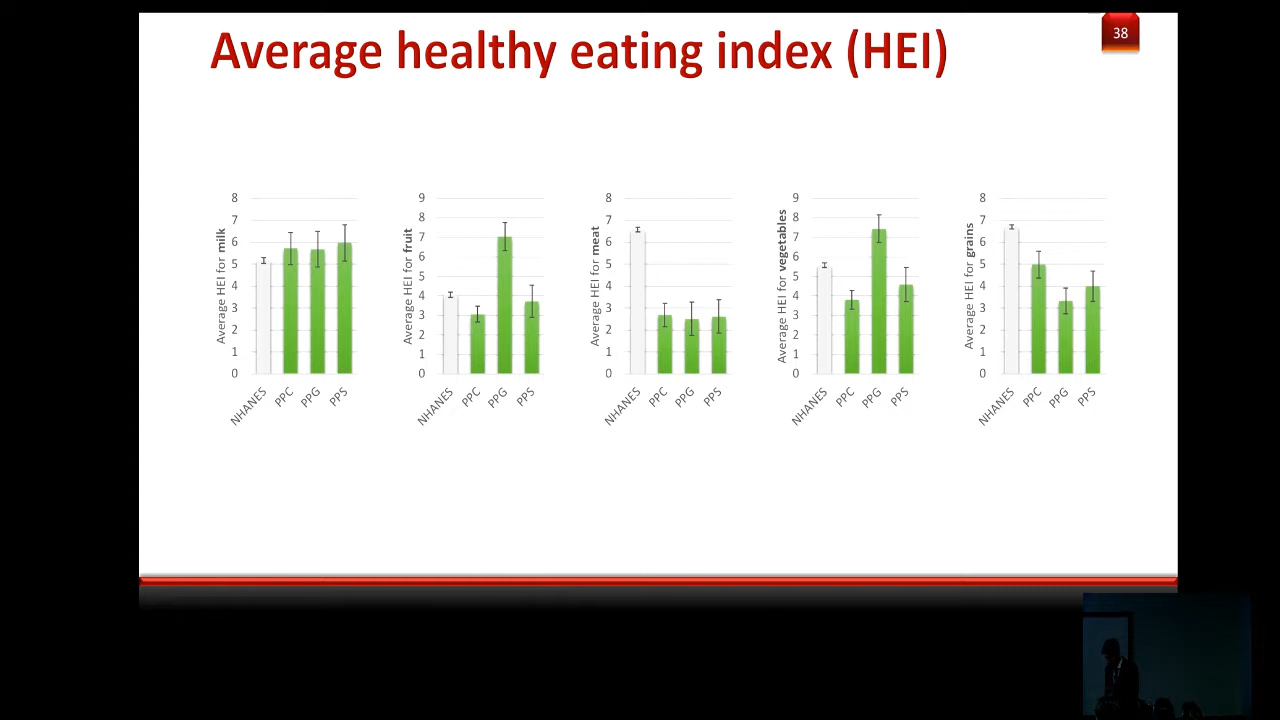 Average healthy eating index (HEI)
38
Average HEI for milk
8
7
6
5
4
3
2
1
0
NHANES
PPC
PPG
PPS
Average HEI for fruit
9
8
7
6
5
4
3
2
1
0
NHANES
PPC
PPG
PPS
Average HEI for meat
8
7
6
5
4
3
2
1
0
NHANES
PPC
PPG
PPS
Average HEI for vegetables
9
8
7
6
5
4
3
2
1
0
NHANES
PPC
PPG
PPS
Average HEI for grains
8
7
6
5
4
3
2
1
0
NHANES
PPC
PPG
PPS